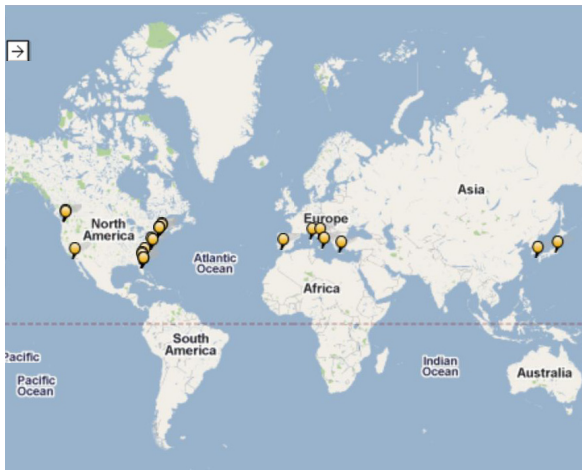 Asia
North
America
Europe
Atlantic
Ocean
Africa
South
America
Pacific
Indian
Ocean
Australia
Pacific
Ocean